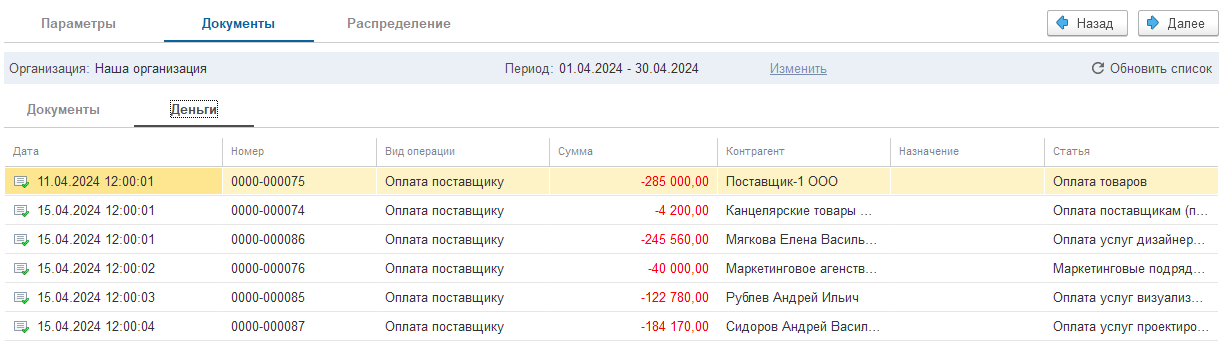 Параметры Документы Распределение Назад Далее
Организация: Наша организация Период: 01.04.2024 - 30.04.2024 Изменить Обновить список
Документы Деньги
Дата Номер Вид операции Сумма Контрагент Назначение Статья
11.04.2024 12:00:01 0000-000075 Оплата поставщику -285 000,00 Поставщик-1 ООО Оплата товаров
15.04.2024 12:00:01 0000-000074 Оплата поставщику -4 200,00 Канцелярские товары ... Оплата поставщикам (п...
15.04.2024 12:00:01 0000-000086 Оплата поставщику -245 560,00 Мягкова Елена Василь... Оплата услуг дизайнер...
15.04.2024 12:00:02 0000-000076 Оплата поставщику -40 000,00 Маркетинговое агенств... Маркетинговые подряд...
15.04.2024 12:00:03 0000-000085 Оплата поставщику -122 780,00 Рублев Андрей Ильич Оплата услуг визуализ...
15.04.2024 12:00:04 0000-000087 Оплата поставщику -184 170,00 Сидоров Андрей Васил... Оплата услуг проектиро...